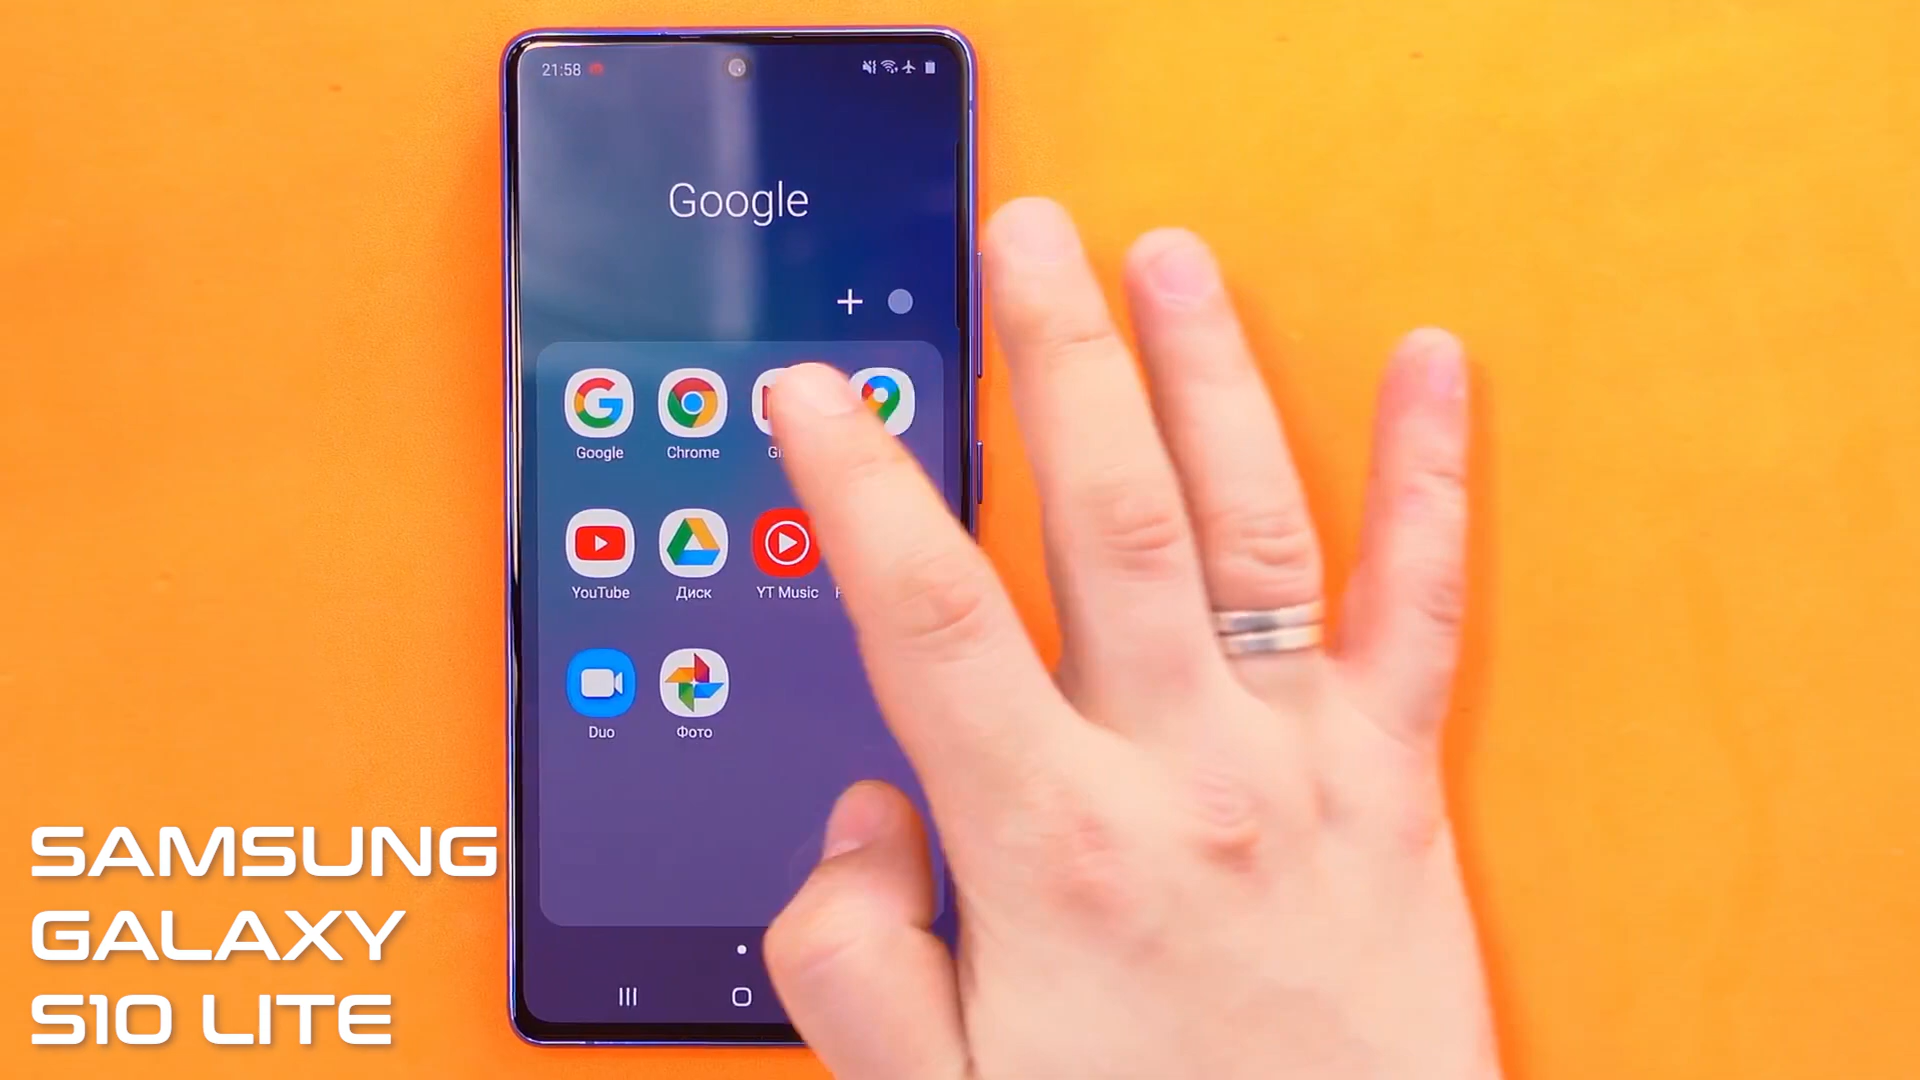 21:58
Google
Google
Chrome
YouTube
Диск
YT Music
Duo
Фото
SAMSUNG
GALAXY
S10 LITE